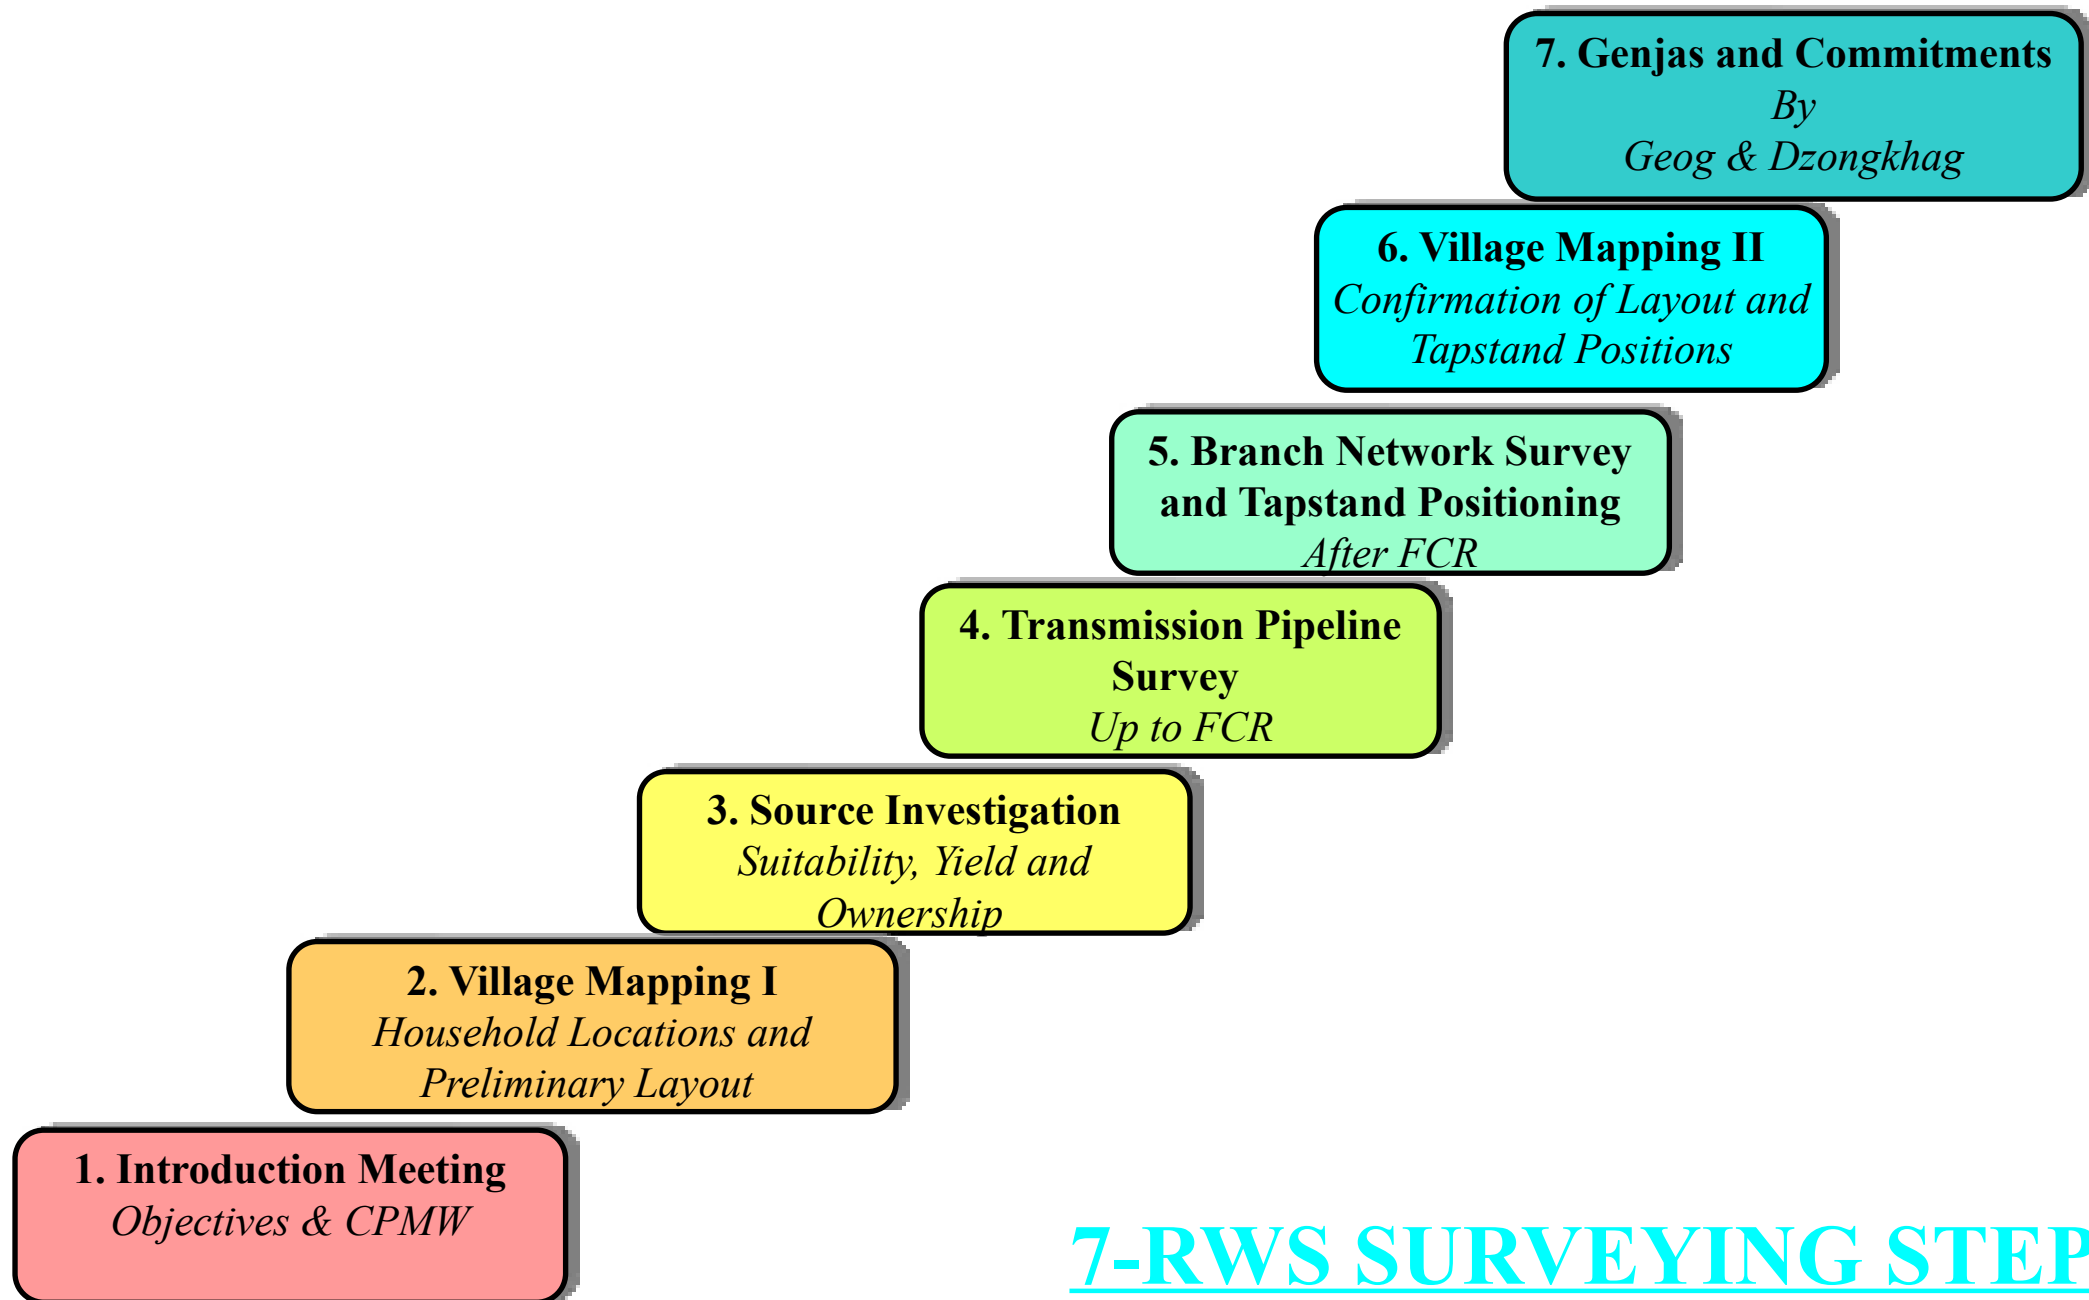 7. Genjas and Commitments
By
Geog & Dzongkhag
6. Village Mapping II
Confirmation of Layout and
Tapstand Positions
5. Branch Network Survey
and Tapstand Positioning
After FCR
4. Transmission Pipeline
Survey
Up to FCR
3. Source Investigation
Suitability, Yield and
Ownership
2. Village Mapping I
Household Locations and
Preliminary Layout
1. Introduction Meeting
Objectives & CPMW
7-RWS SURVEYING STEP